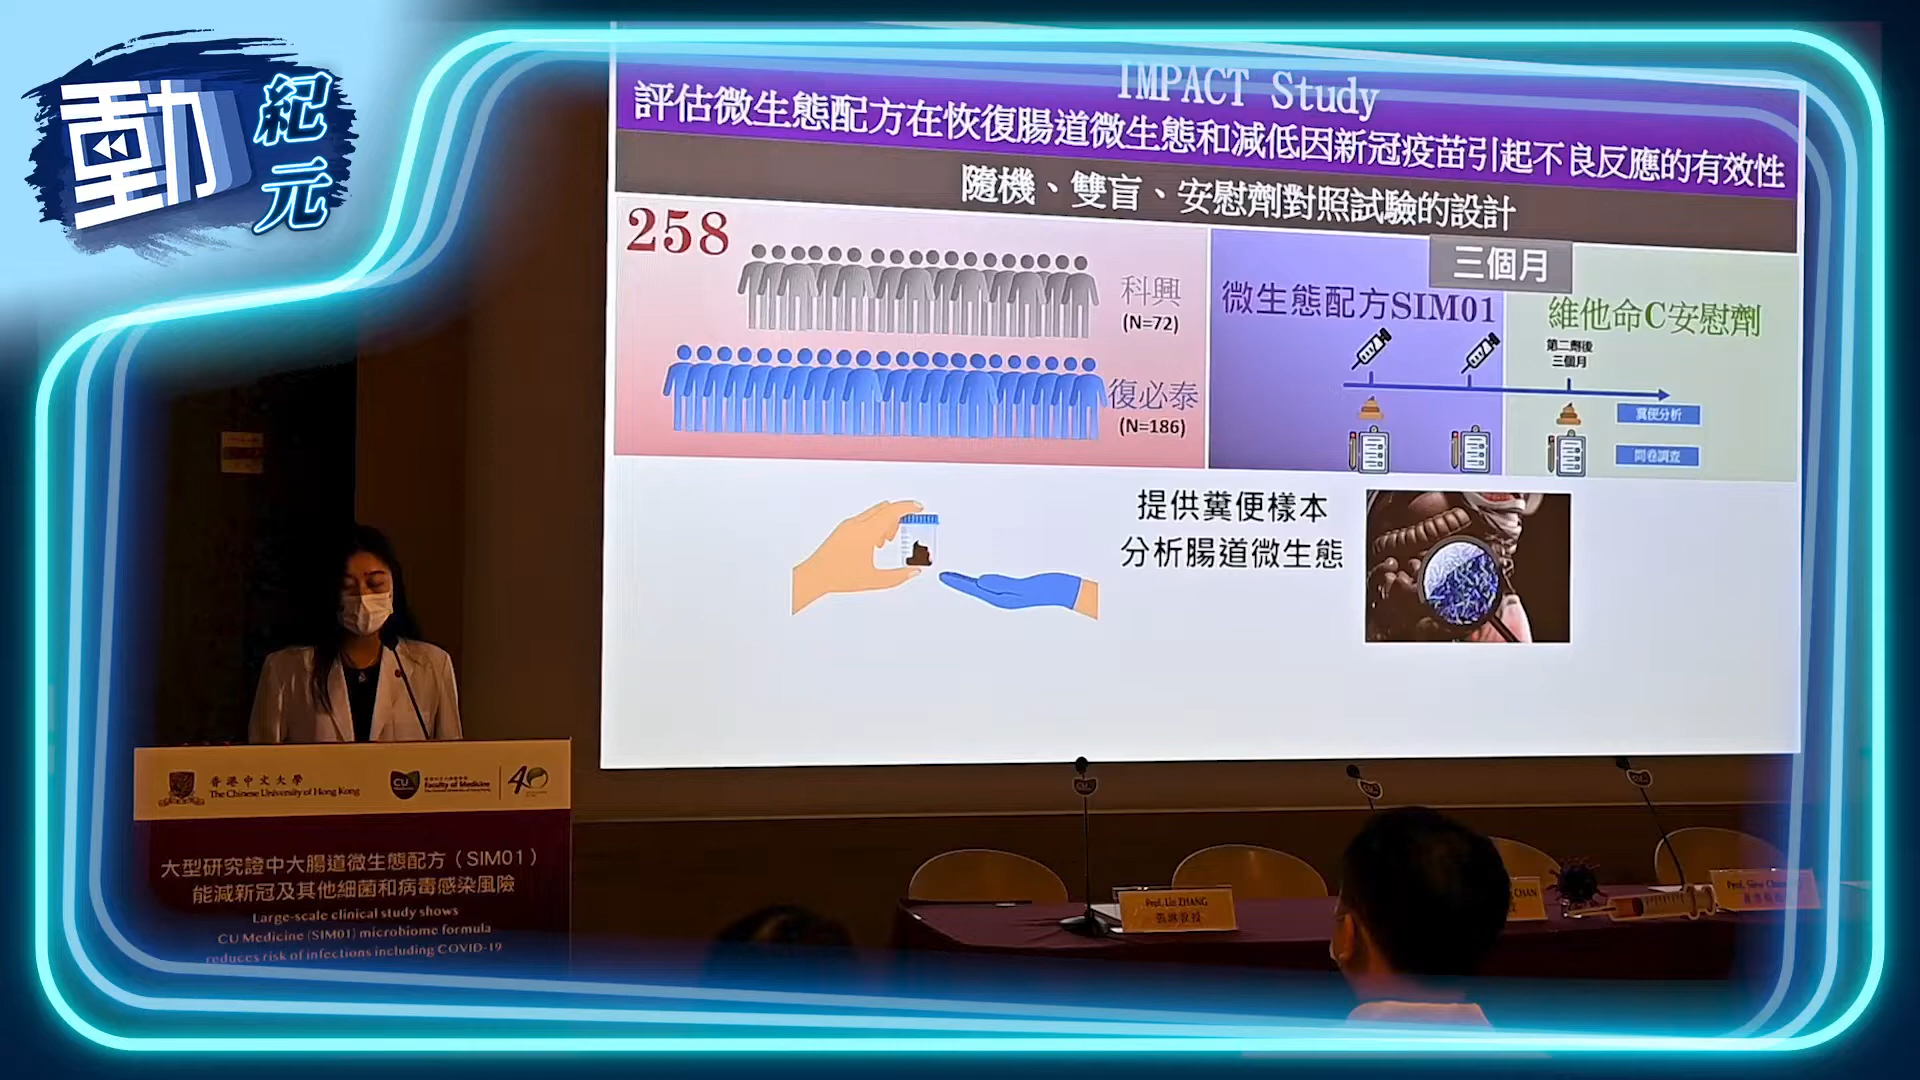 動紀元
IMPACT Study
評估微生態配方在恢復腸道微生態和減低因新冠疫苗引起不良反應的有效性
隨機、雙盲、安慰劑對照試驗的設計
258
科興
(N=72)
復必泰
(N=186)
三個月
微生態配方SIM01
維他命C安慰劑
第二劑後
三個月
糞便分析
問卷調查
提供糞便樣本
分析腸道微生態
香港中文大學
The Chinese University of Hong Kong
CU
Faculty of Medicine
40
大型研究證中大腸道微生態配方（SIM01）
能減新冠及其他細菌和病毒感染風險
Large-scale clinical study shows
CU Medicine (SIM01) microbiome formula
reduces risk of infections including COVID-19
Prof. Lin ZHANG
張琳教授
CHAN